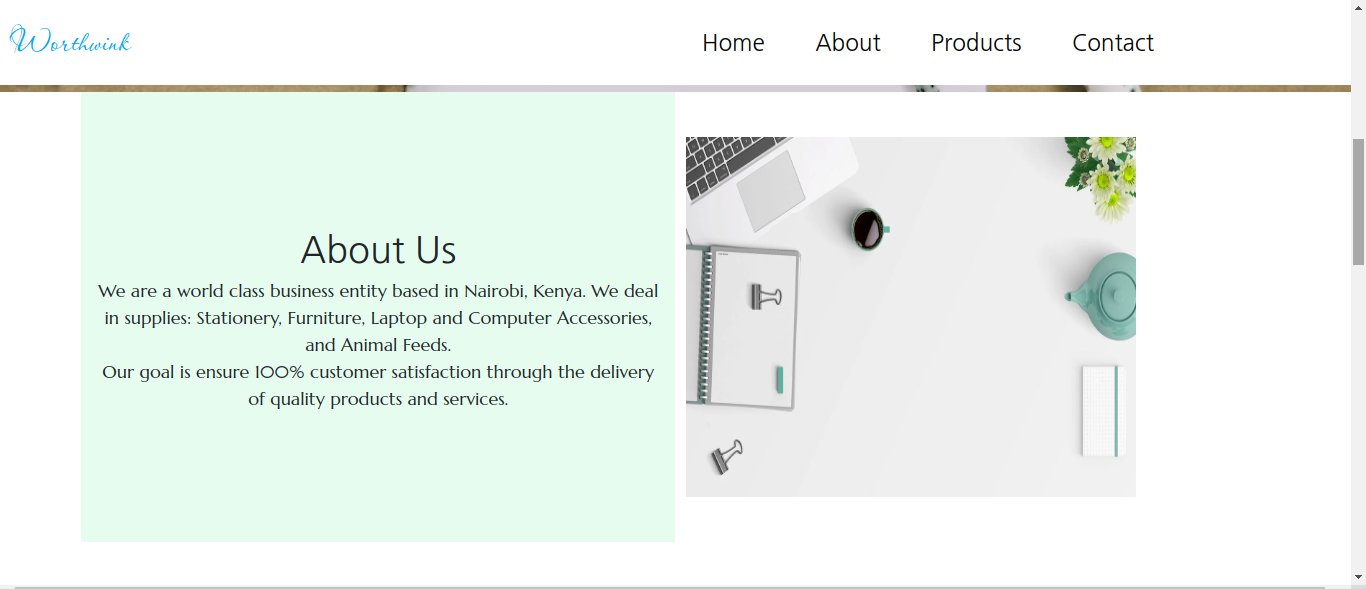 Worthwink
Home About Products Contact
About Us
We are a world class business entity based in Nairobi, Kenya. We deal
in supplies: Stationery, Furniture, Laptop and Computer Accessories,
and Animal Feeds.
Our goal is ensure 100% customer satisfaction through the delivery
of quality products and services.